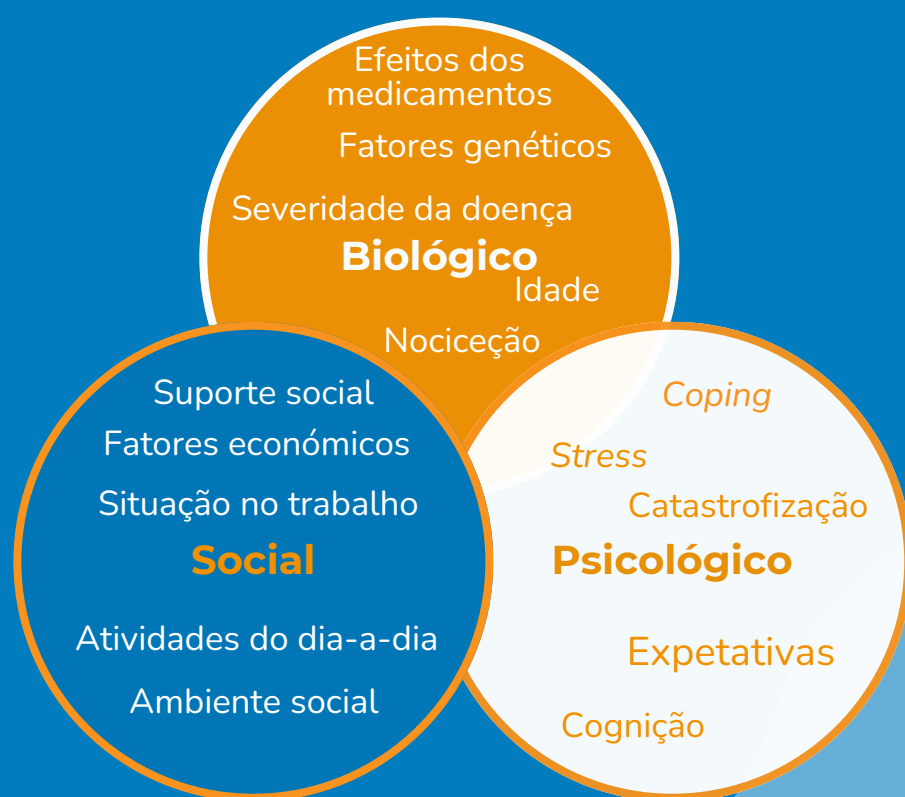 Efeitos dos
medicamentos
Fatores genéticos
Severidade da doença
Biológico
Idade
Nociceção
Suporte social
Fatores económicos
Situação no trabalho
Social
Atividades do dia-a-dia
Ambiente social
Coping
Stress
Catastrofização
Psicológico
Expetativas
Cognição